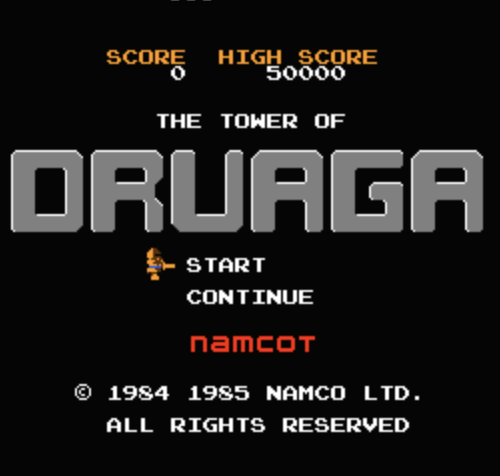 SCORE HIGH SCORE
0 50000
THE TOWER OF
DRUAGA
START
CONTINUE
namcoT
© 1984 1985 NAMCO LTD.
ALL RIGHTS RESERVED